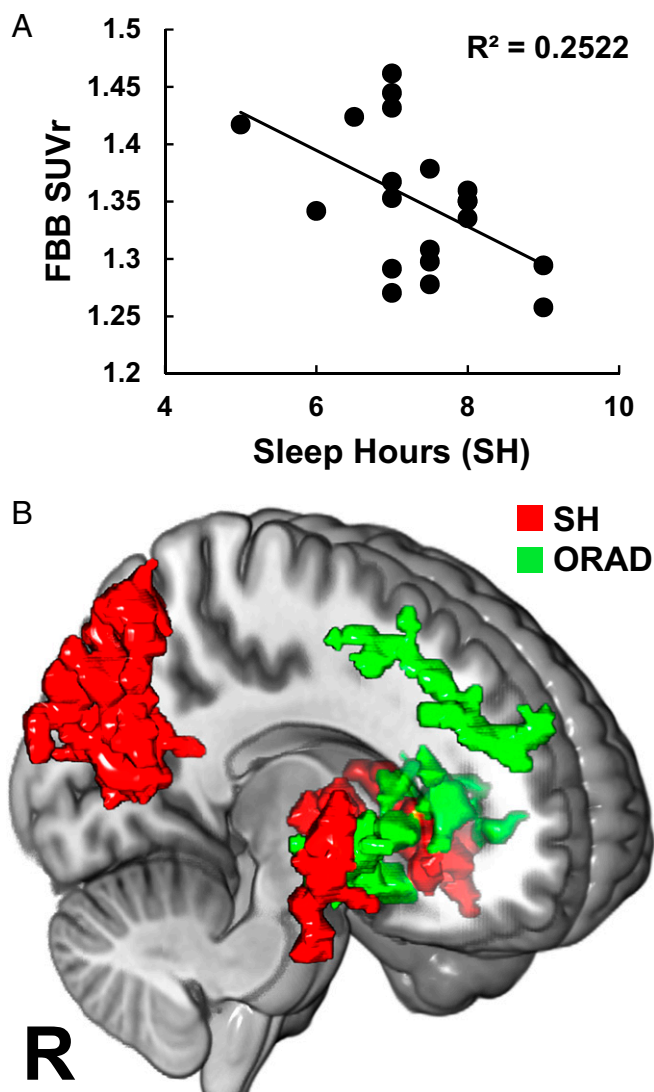 A
1.5
R² = 0.2522
1.45
1.4
1.35
1.3
1.25
1.2
FBB SUVr
4 6 8 10
Sleep Hours (SH)
B
SH
ORAD
R